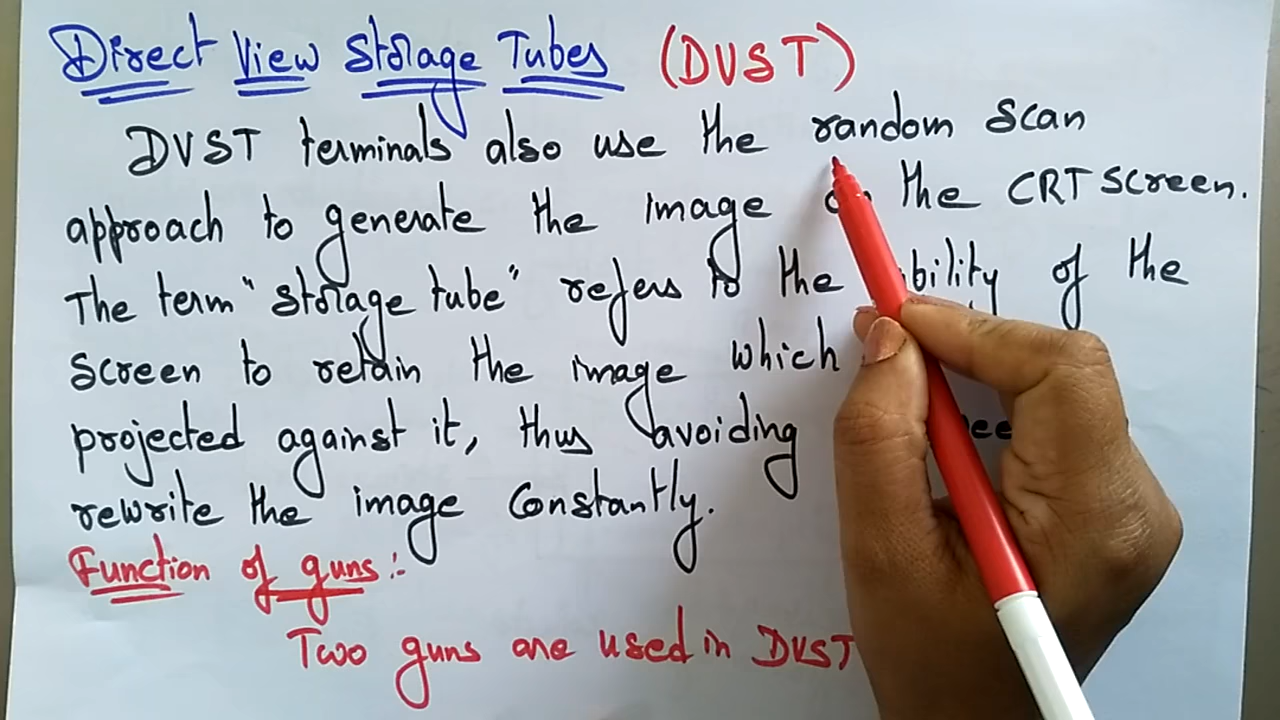 Direct View Storage Tubes (DVST)
DVST terminals also use the random scan
approach to generate the image the CRT screen.
The term "storage tube" refers to the ability of the
screen to retain the image which
projected against it, thus avoiding
rewrite the image constantly.
Function of guns:-
Two guns are used in DVST